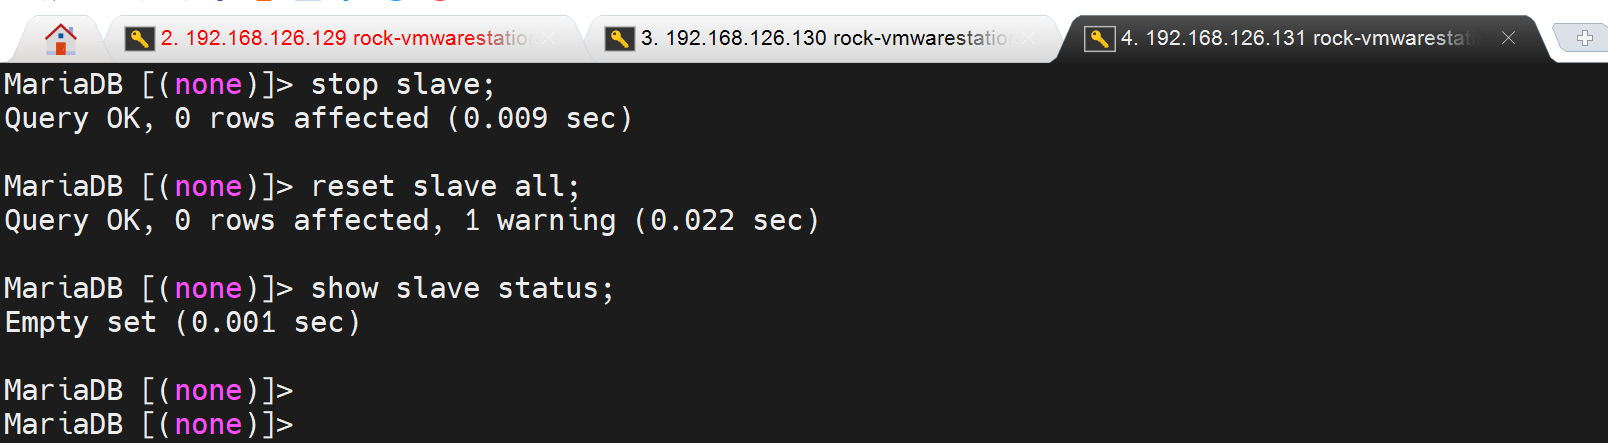 2. 192.168.126.129 rock-vmwarestation
3. 192.168.126.130 rock-vmwarestatio
4. 192.168.126.131 rock-vmwarestat
MariaDB [(none)]> stop slave;
Query OK, 0 rows affected (0.009 sec)
MariaDB [(none)]> reset slave all;
Query OK, 0 rows affected, 1 warning (0.022 sec)
MariaDB [(none)]> show slave status;
Empty set (0.001 sec)
MariaDB [(none)]>
MariaDB [(none)]>